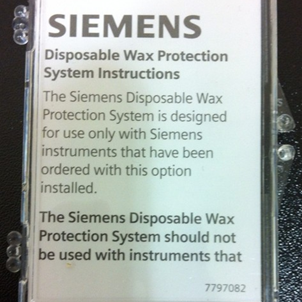 SIEMENS
Disposable Wax Protection
System Instructions
The Siemens Disposable Wax
Protection System is designed
for use only with Siemens
instruments that have been
ordered with this option
installed.
The Siemens Disposable Wax
Protection System should not
be used with instruments that
7797082